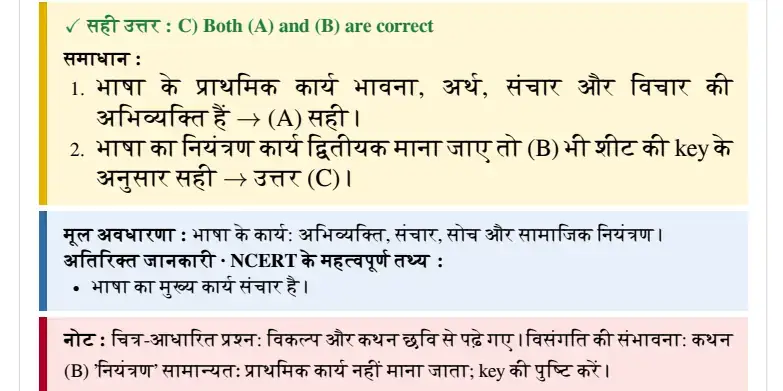 ✓ सही उत्तर : C) Both (A) and (B) are correct
समाधान :
1. भाषा के प्राथमिक कार्य भावना, अर्थ, संचार और विचार की
अभिव्यक्ति हैं → (A) सही।
2. भाषा का नियंत्रण कार्य द्वितीयक माना जाए तो (B) भी शीट की key के
अनुसार सही → उत्तर (C)।
मूल अवधारणा : भाषा के कार्य: अभिव्यक्ति, संचार, सोच और सामाजिक नियंत्रण।
अतिरिक्त जानकारी · NCERT के महत्वपूर्ण तथ्य :
• भाषा का मुख्य कार्य संचार है।
नोट : चित्र-आधारित प्रश्न: विकल्प और कथन छवि से पढ़े गए। विसंगति की संभावना: कथन
(B) 'नियंत्रण' सामान्यतः प्राथमिक कार्य नहीं माना जाता; key की पुष्टि करें।